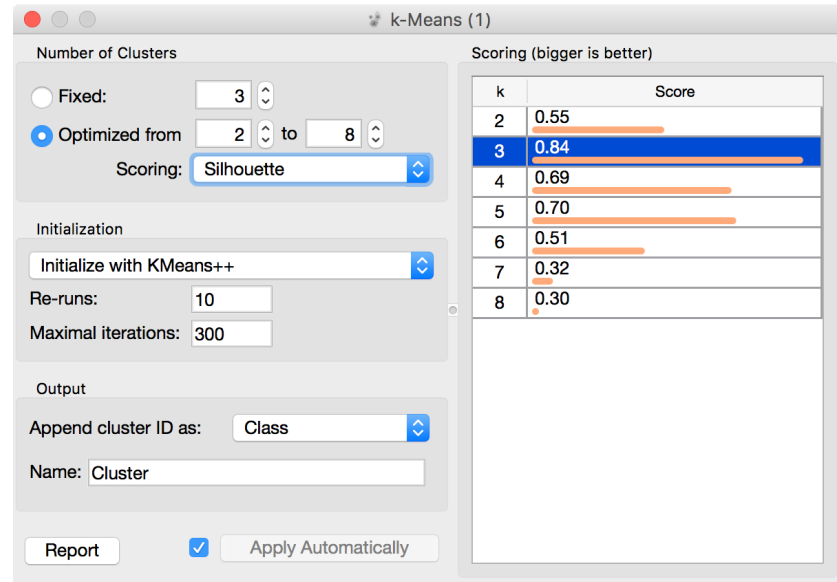 k-Means (1)
Number of Clusters
Fixed: 3
Optimized from 2 to 8
Scoring: Silhouette
Initialization
Initialize with KMeans++
Re-runs: 10
Maximal iterations: 300
Output
Append cluster ID as: Class
Name: Cluster
Report Apply Automatically
Scoring (bigger is better)
k Score
2 0.55
3 0.84
4 0.69
5 0.70
6 0.51
7 0.32
8 0.30